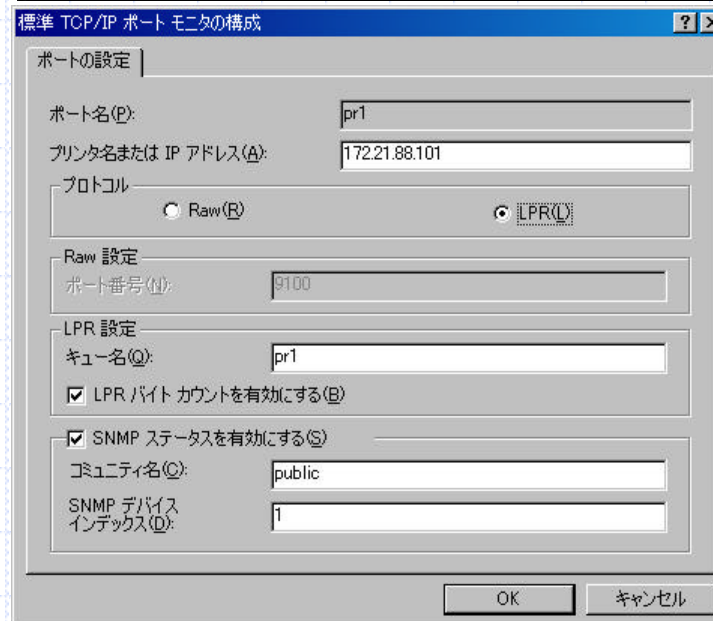 標準 TCP/IP ポート モニタの構成
ポートの設定
ポート名(P): pr1
プリンタ名または IP アドレス(A): 172.21.88.101
プロトコル
Raw(R) LPR(L)
Raw 設定
ポート番号(N): 9100
LPR 設定
キュー名(Q): pr1
LPR バイト カウントを有効にする(B)
SNMP ステータスを有効にする(S)
コミュニティ名(C): public
SNMP デバイス
インデックス(D): 1
OK キャンセル